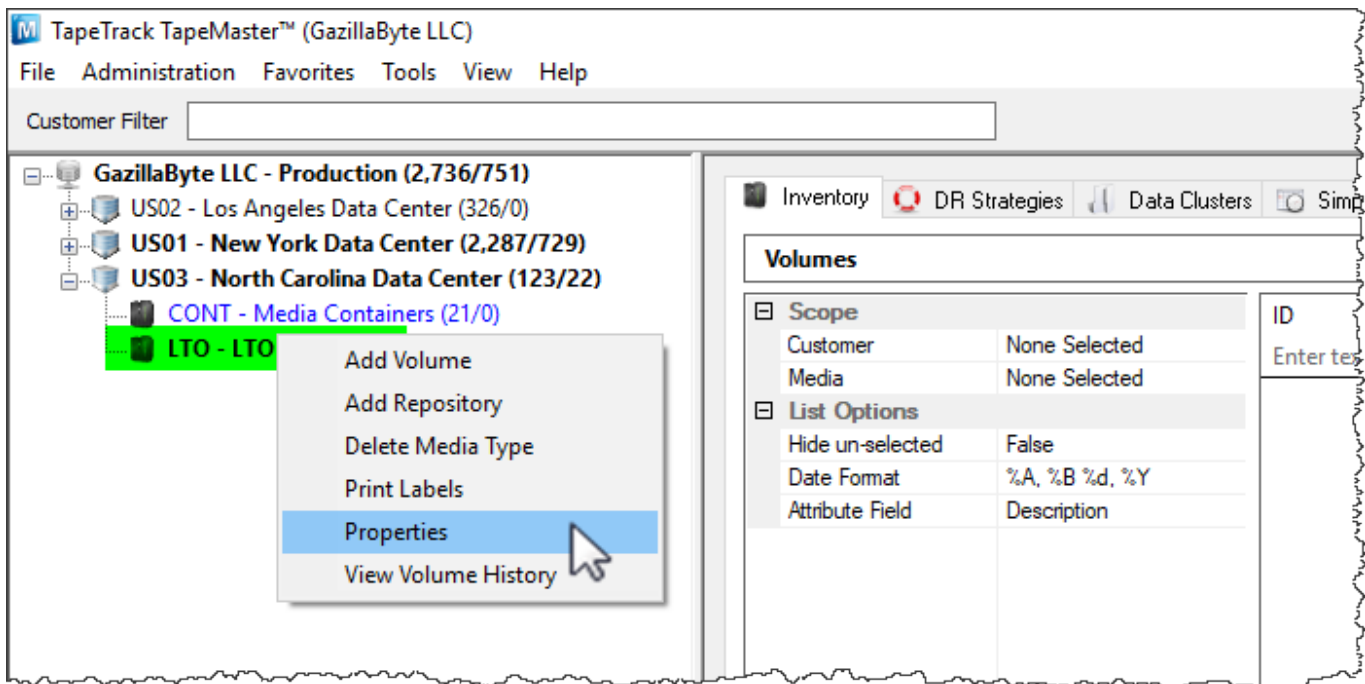 TapeTrack TapeMaster™ (GazillaByte LLC)
File Administration Favorites Tools View Help
Customer Filter
GazillaByte LLC - Production (2,736/751)
US02 - Los Angeles Data Center (326/0)
US01 - New York Data Center (2,287/729)
US03 - North Carolina Data Center (123/22)
CONT - Media Containers (21/0)
LTO - LTO
Add Volume
Add Repository
Delete Media Type
Print Labels
Properties
View Volume History
Inventory DR Strategies Data Clusters
Volumes
Scope
Customer None Selected
Media None Selected
List Options
Hide un-selected False
Date Format %A, %B %d, %Y
Attribute Field Description
ID
Enter